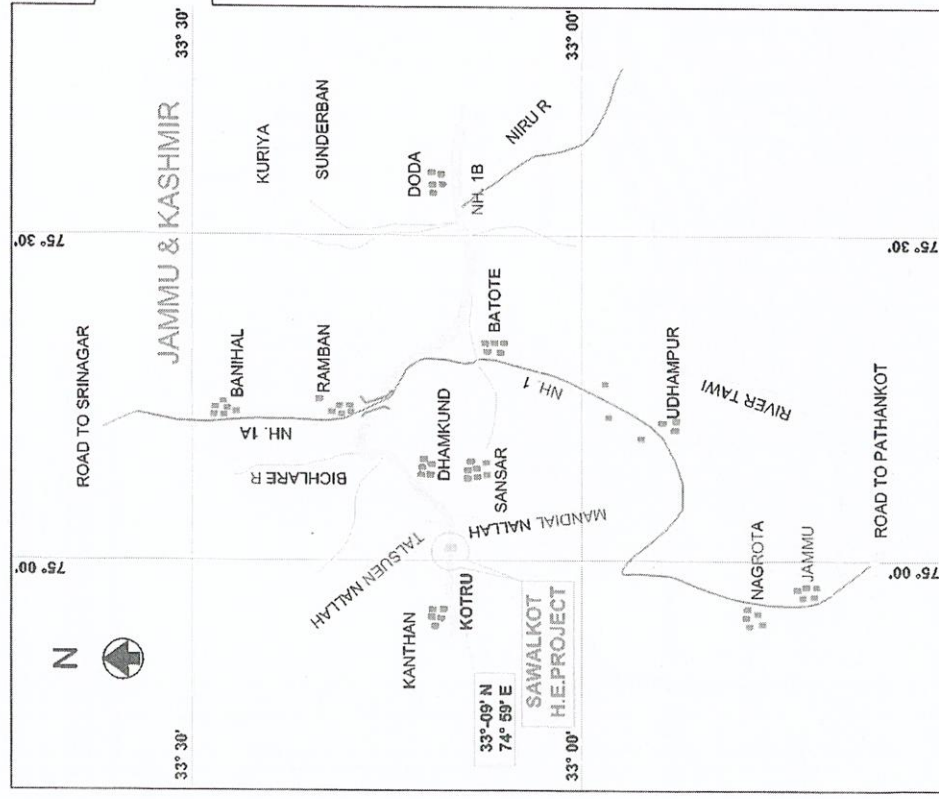 N
ROAD TO SRINAGAR
75° 00'
75° 30'
33° 30'
JAMMU & KASHMIR
33° 30'
BANIHAL
NH. 1A
KURIYA
BICHLARE R
RAMBAN
SUNDERBAN
TALSUEN NALLAH
KANTHAN
DHAMKUND
DODA
KOTRU
SANSAR
BATOTE
NH. 1B
NIRU R
MANDIAL NALLAH
33°-09' N
74° 59' E
SAWALKOT
H.E.PROJECT
NH. 1
33° 00'
33° 00'
UDHAMPUR
RIVER TAWI
NAGROTA
JAMMU
ROAD TO PATHANKOT
75° 00'
75° 30'